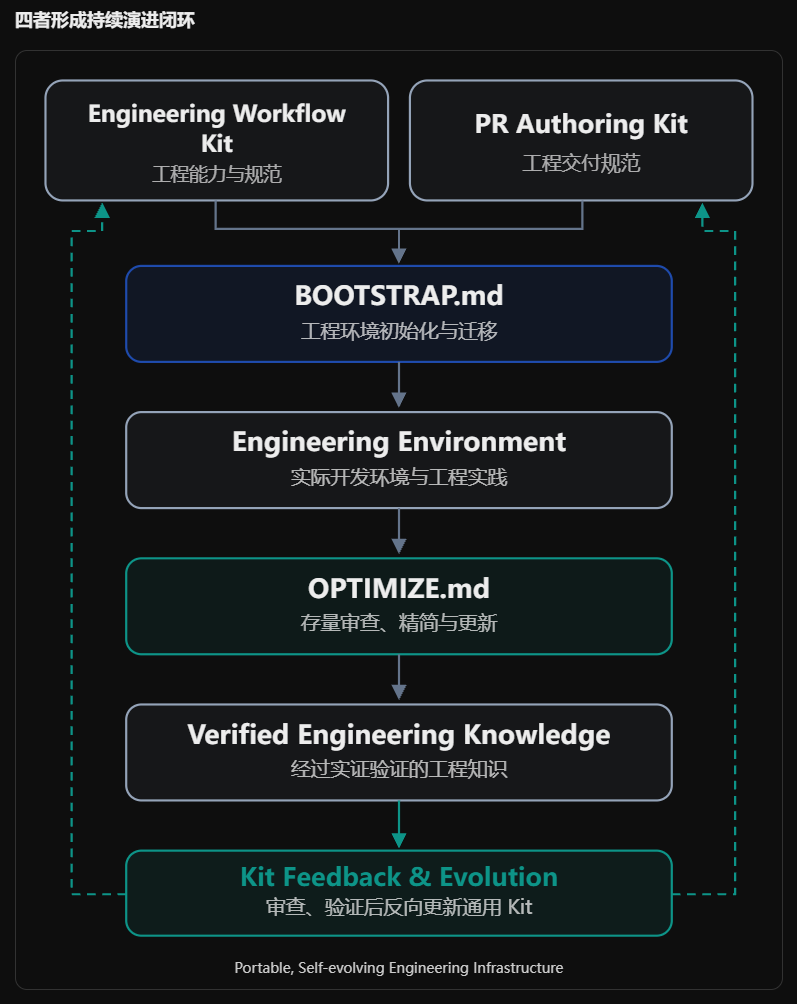 四者形成持续演进闭环
Engineering Workflow
Kit
工程能力与规范
PR Authoring Kit
工程交付规范
BOOTSTRAP.md
工程环境初始化与迁移
Engineering Environment
实际开发环境与工程实践
OPTIMIZE.md
存量审查、精简与更新
Verified Engineering Knowledge
经过实证验证的工程知识
Kit Feedback & Evolution
审查、验证后反向更新通用 Kit
Portable, Self-evolving Engineering Infrastructure